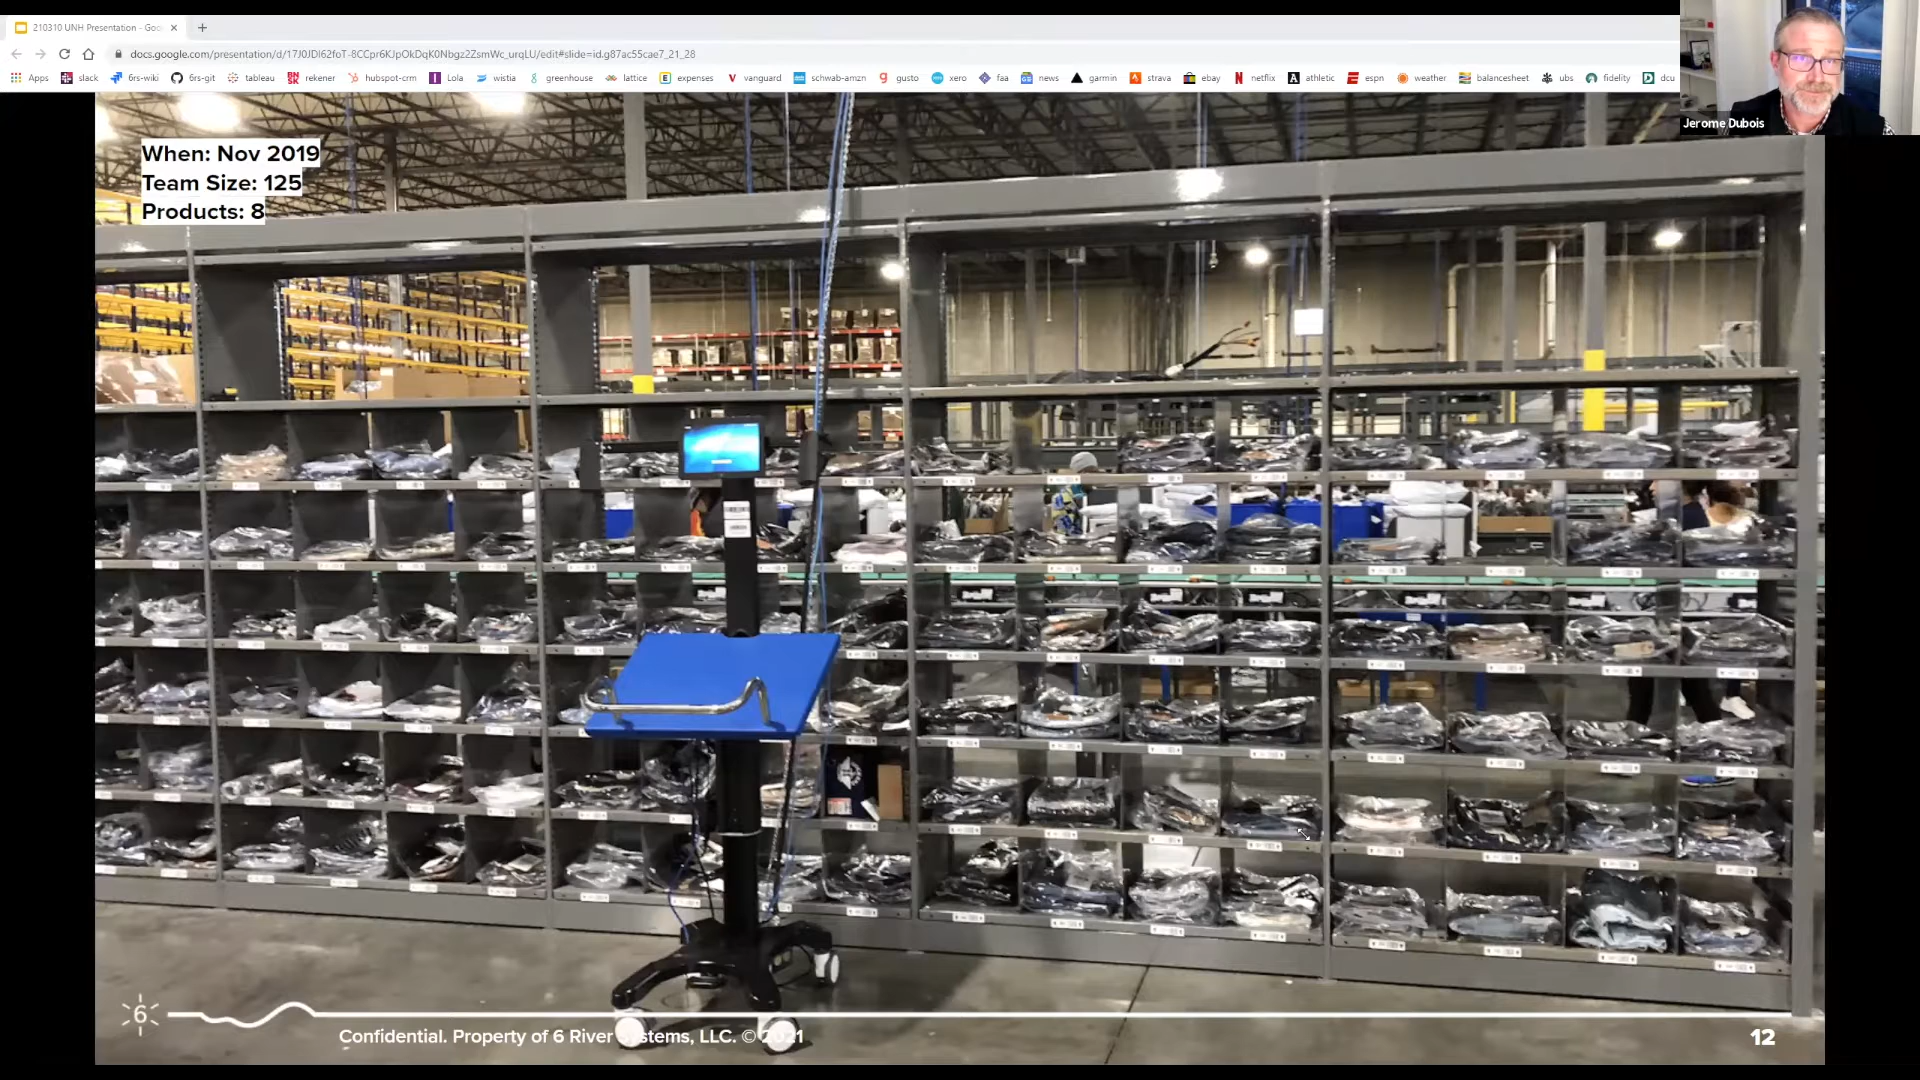 210310 UNH Presentation - Goo
docs.google.com/presentation/d/17J0JDl62foT-8CCpr6KJpOkDqK0Nbgz2ZsmWc_urqLU/edit#slide=id.g87ac55cae7_21_28
Apps slack 6rs-wiki 6rs-git tableau rekener hubspot-crm Lola wistia greenhouse lattice expenses vanguard schwab-amzn gusto xero faa news garmin strava ebay netflix athletic espn weather balancesheet ubs fidelity dcu
Jerome Dubois
When: Nov 2019
Team Size: 125
Products: 8
6
Confidential. Property of 6 River Systems, LLC. © 2021
12